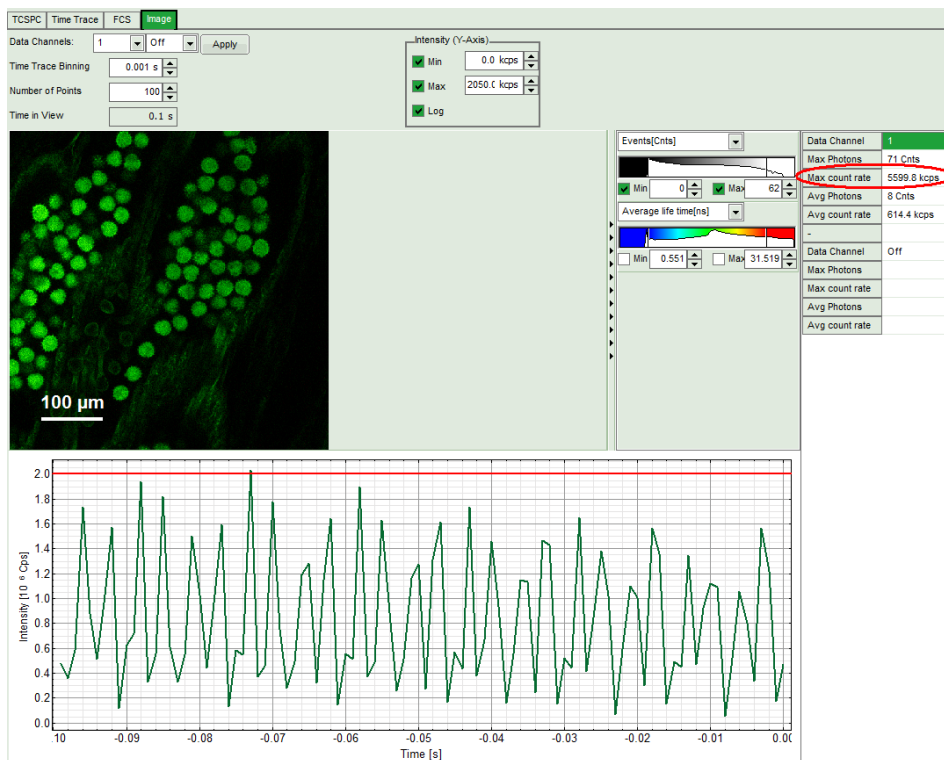 TCSPC Time Trace FCS Image
Data Channels: 1 Off Apply
Time Trace Binning 0.001 s
Number of Points 100
Time in View 0.1 s
Intensity (Y-Axis)
Min 0.0 kcps
Max 2050.0 kcps
Log
100 µm
Events[Cnts]
Min 0 Max 62
Average life time[ns]
Min 0.551 Max 31.519
Data Channel 1
Max Photons 71 Cnts
Max count rate 5599.8 kcps
Avg Photons 8 Cnts
Avg count rate 614.4 kcps
-
Data Channel Off
Max Photons
Max count rate
Avg Photons
Avg count rate
2.0
1.8
1.6
1.4
1.2
1.0
0.8
0.6
0.4
0.2
0.0
Intensity [10⁶ Cps]
10 -0.09 -0.08 -0.07 -0.06 -0.05 -0.04 -0.03 -0.02 -0.01 0.00
Time [s]